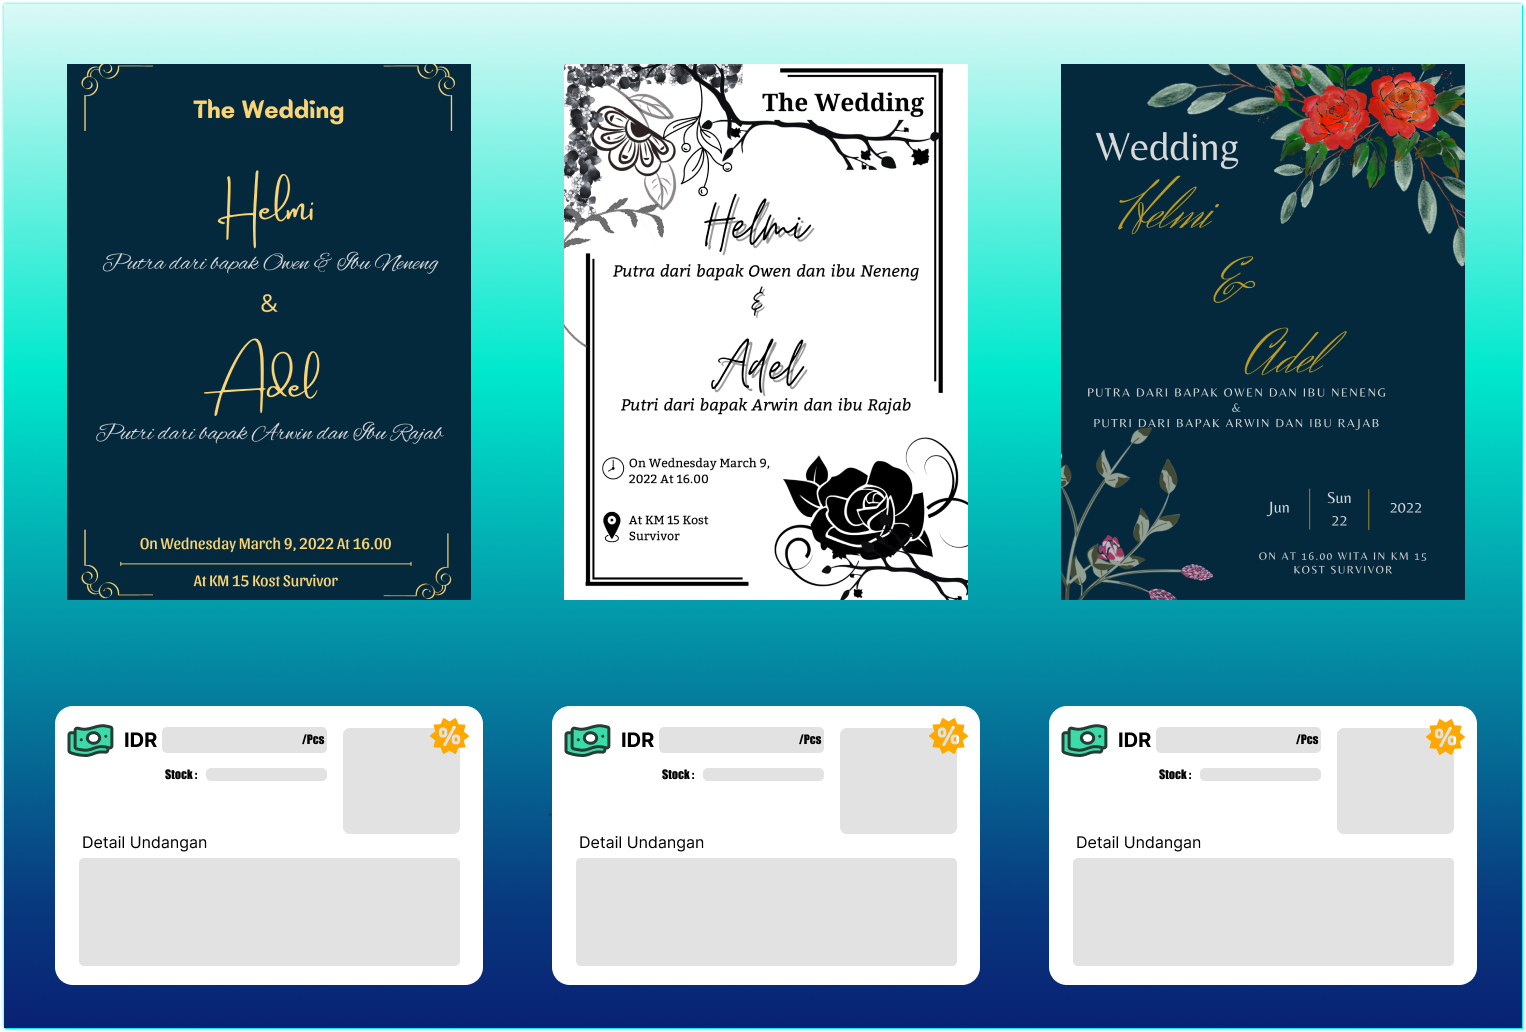 The Wedding
Helmi
Putra dari bapak Owen & Ibu Neneng
&
Adel
Putri dari bapak Arwin dan Ibu Rajab
On Wednesday March 9, 2022 At 16.00
At KM 15 Kost Survivor
The Wedding
Helmi
Putra dari bapak Owen dan ibu Neneng
&
Adel
Putri dari bapak Arwin dan ibu Rajab
On Wednesday March 9,
2022 At 16.00
At KM 15 Kost
Survivor
Wedding
Helmi
&
Adel
PUTRA DARI BAPAK OWEN DAN IBU NENENG
&
PUTRI DARI BAPAK ARWIN DAN IBU RAJAB
Jun
Sun
22
2022
ON AT 16.00 WITA IN KM 15
KOST SURVIVOR
IDR /Pcs %
Stock :
Detail Undangan
IDR /Pcs %
Stock :
Detail Undangan
IDR /Pcs %
Stock :
Detail Undangan